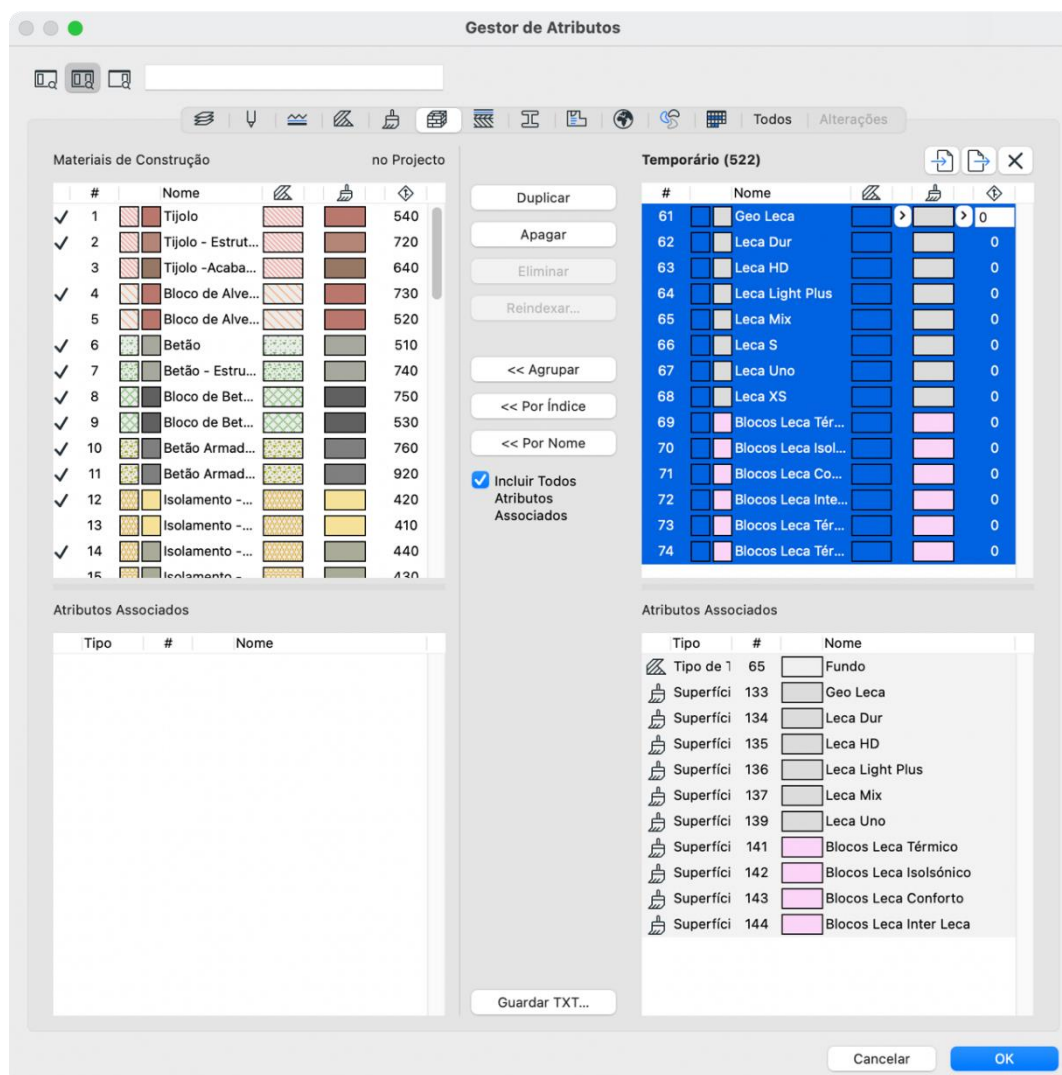 Gestor de Atributos
Todos Alterações
Materiais de Construção no Projecto
# Nome
1 Tijolo 540
2 Tijolo - Estrut... 720
3 Tijolo -Acaba... 640
4 Bloco de Alve... 730
5 Bloco de Alve... 520
6 Betão 510
7 Betão - Estru... 740
8 Bloco de Bet... 750
9 Bloco de Bet... 530
10 Betão Armad... 760
11 Betão Armad... 920
12 Isolamento -... 420
13 Isolamento -... 410
14 Isolamento -... 440
15 Isolamento - 430
Atributos Associados
Tipo # Nome
Duplicar
Apagar
Eliminar
Reindexar...
<< Agrupar
<< Por Índice
<< Por Nome
Incluir Todos
Atributos
Associados
Guardar TXT...
Temporário (522)
# Nome
61 Geo Leca 0
62 Leca Dur 0
63 Leca HD 0
64 Leca Light Plus 0
65 Leca Mix 0
66 Leca S 0
67 Leca Uno 0
68 Leca XS 0
69 Blocos Leca Tér... 0
70 Blocos Leca Isol... 0
71 Blocos Leca Co... 0
72 Blocos Leca Inte... 0
73 Blocos Leca Tér... 0
74 Blocos Leca Tér... 0
Atributos Associados
Tipo # Nome
Tipo de T 65 Fundo
Superfíci 133 Geo Leca
Superfíci 134 Leca Dur
Superfíci 135 Leca HD
Superfíci 136 Leca Light Plus
Superfíci 137 Leca Mix
Superfíci 139 Leca Uno
Superfíci 141 Blocos Leca Térmico
Superfíci 142 Blocos Leca Isolsónico
Superfíci 143 Blocos Leca Conforto
Superfíci 144 Blocos Leca Inter Leca
Cancelar OK